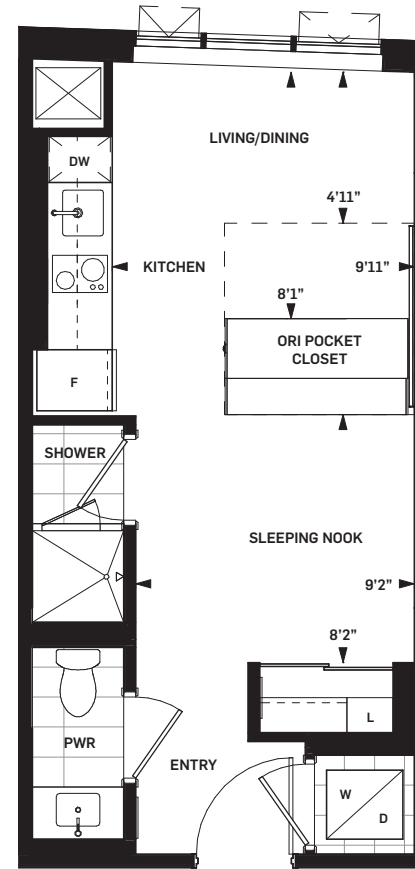 LIVING/DINING
DW
4'11"
KITCHEN
9'11"
8'1"
ORI POCKET
CLOSET
F
SHOWER
SLEEPING NOOK
9'2"
8'2"
L
PWR
ENTRY
W
D